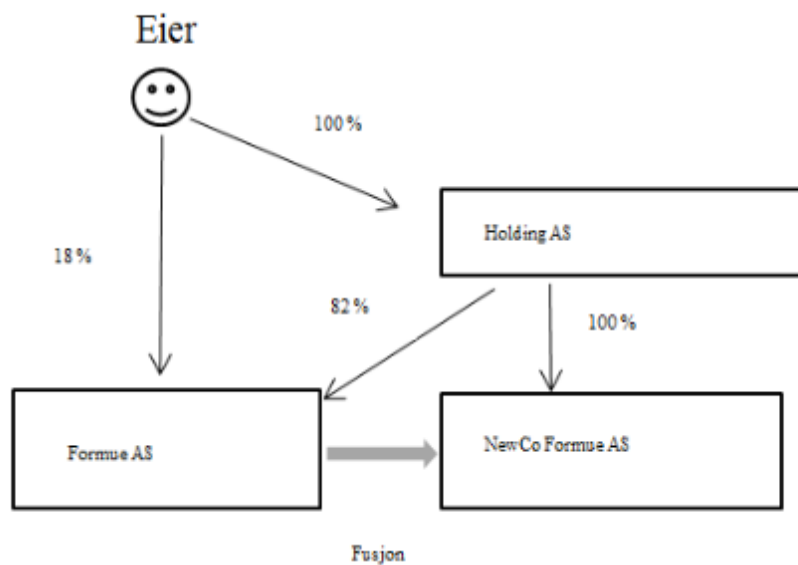 Eier
100 %
Holding AS
18 %
82 %
100 %
Formue AS
NewCo Formue AS
Fusjon